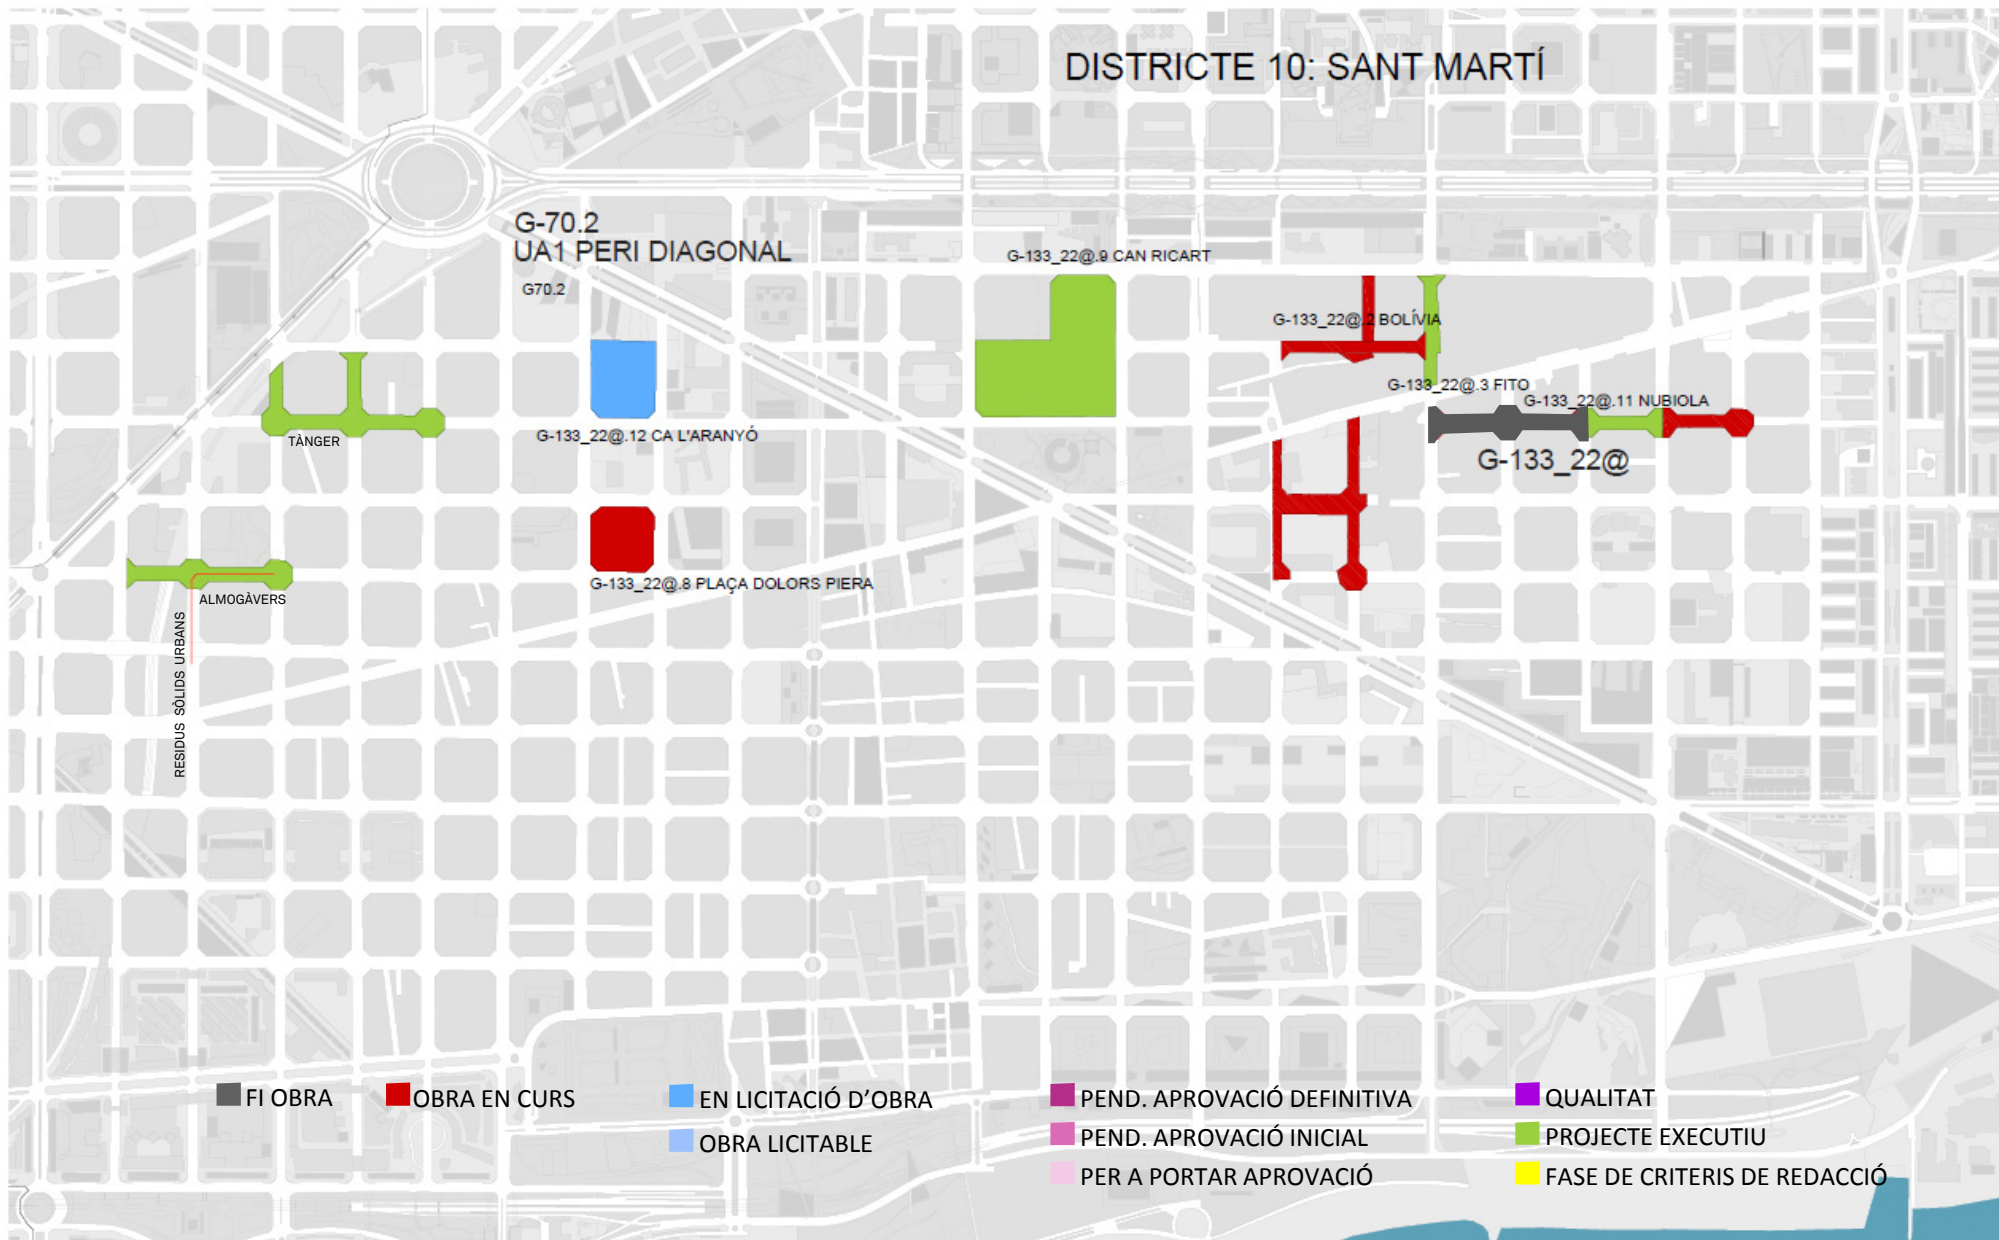 DISTRICTE 10: SANT MARTÍ
G-70.2
UA1 PERI DIAGONAL
G70.2
G-133_22@.9 CAN RICART
G-133_22@.2 BOLÍVIA
G-133_22@.3 FITO
G-133_22@.11 NUBIOLA
G-133_22@
TÀNGER
G-133_22@.12 CA L'ARANYÓ
G-133_22@.8 PLAÇA DOLORS PIERA
ALMOGÀVERS
RESIDUS SÒLIDS URBANS
FI OBRA
OBRA EN CURS
EN LICITACIÓ D’OBRA
OBRA LICITABLE
PEND. APROVACIÓ DEFINITIVA
PEND. APROVACIÓ INICIAL
PER A PORTAR APROVACIÓ
QUALITAT
PROJECTE EXECUTIU
FASE DE CRITERIS DE REDACCIÓ